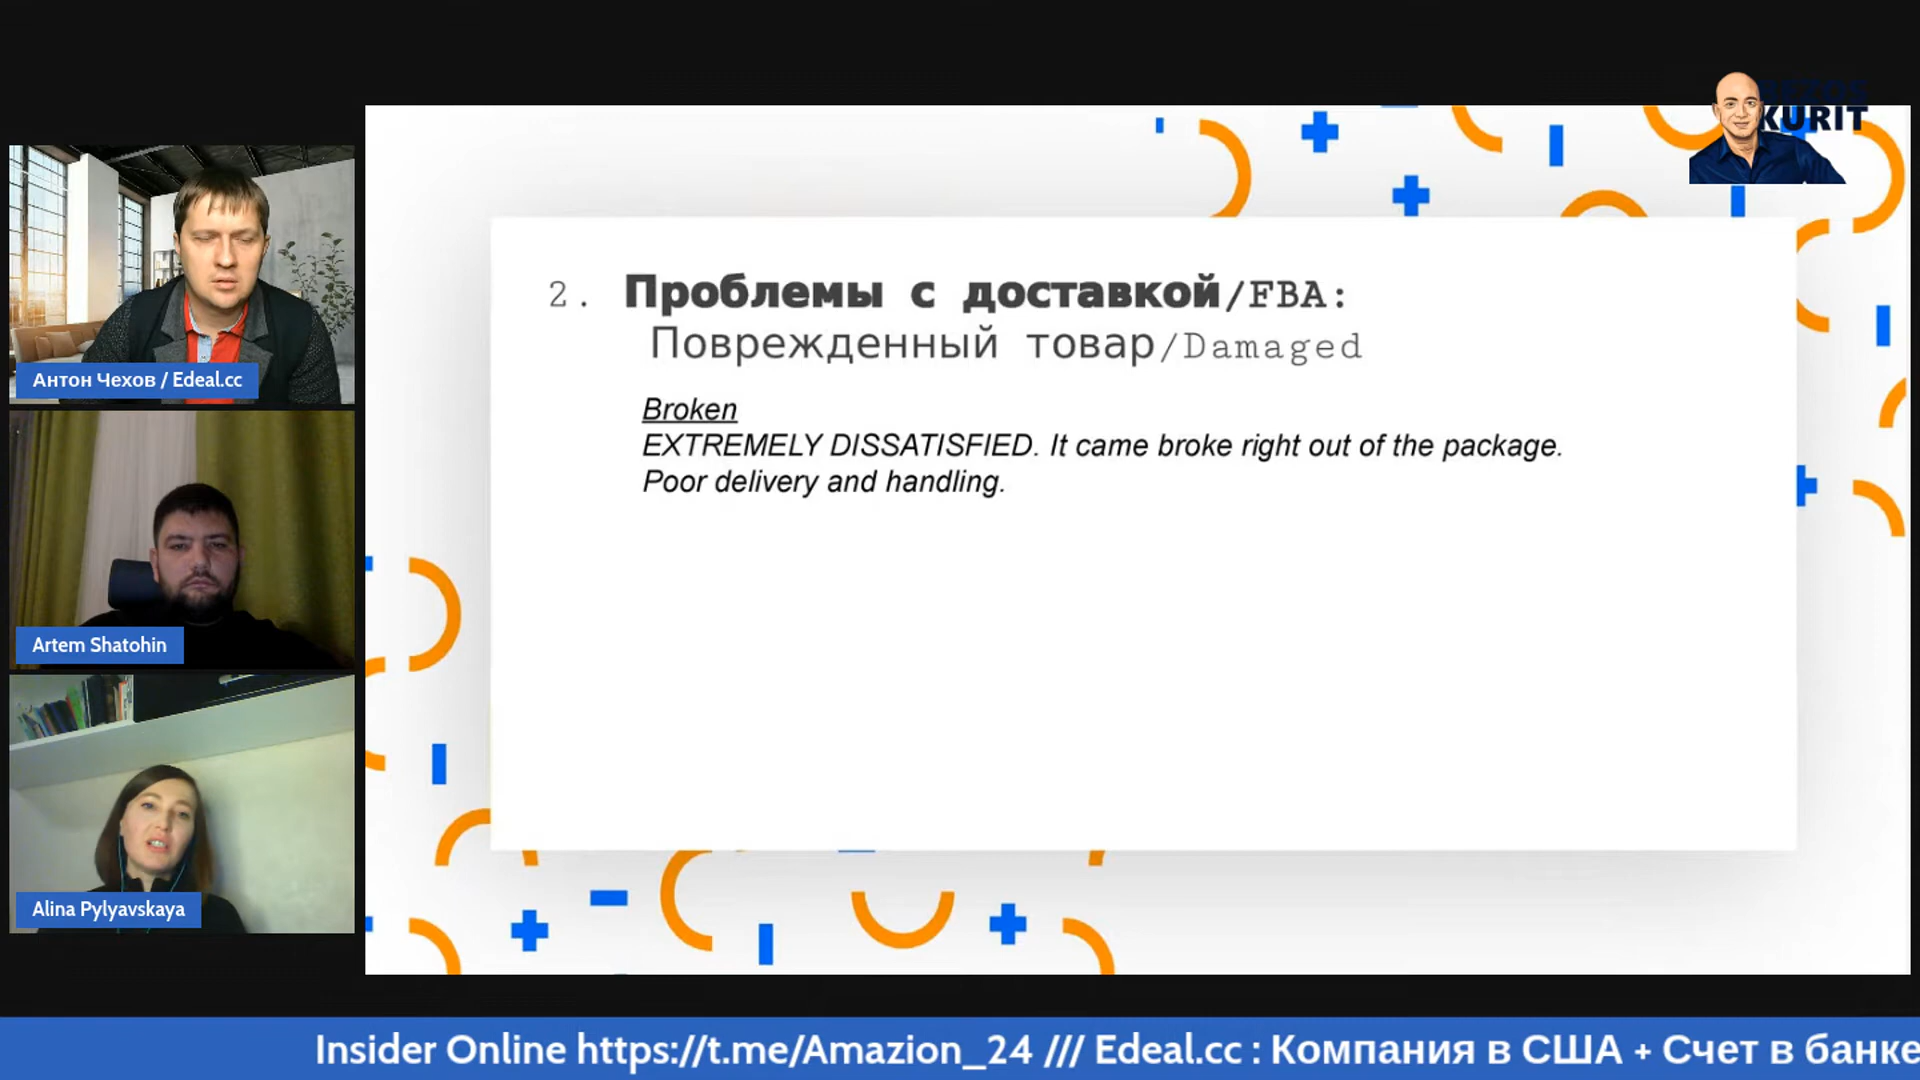 BEZOS
KURIT
2. Проблемы с доставкой/FBA:
Поврежденный товар/Damaged
Broken
EXTREMELY DISSATISFIED. It came broke right out of the package.
Poor delivery and handling.
Антон Чехов / Edeal.cc
Artem Shatohin
Alina Pylyavskaya
Insider Online https://t.me/Amazion_24 /// Edeal.cc : Компания в США + Счет в банке